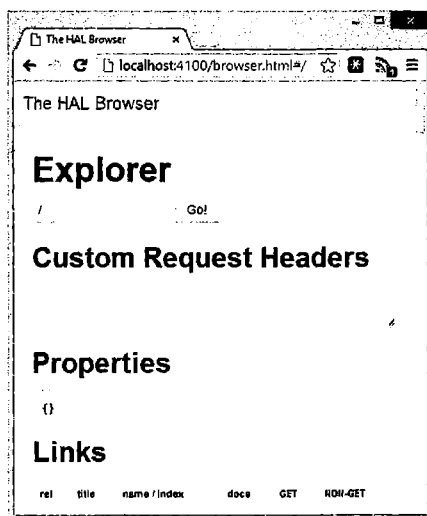 The HAL Browser
localhost:4100/browser.html#/
The HAL Browser
Explorer
/ Go!
Custom Request Headers
Properties
{}
Links
rel title name / index docs GET NON-GET